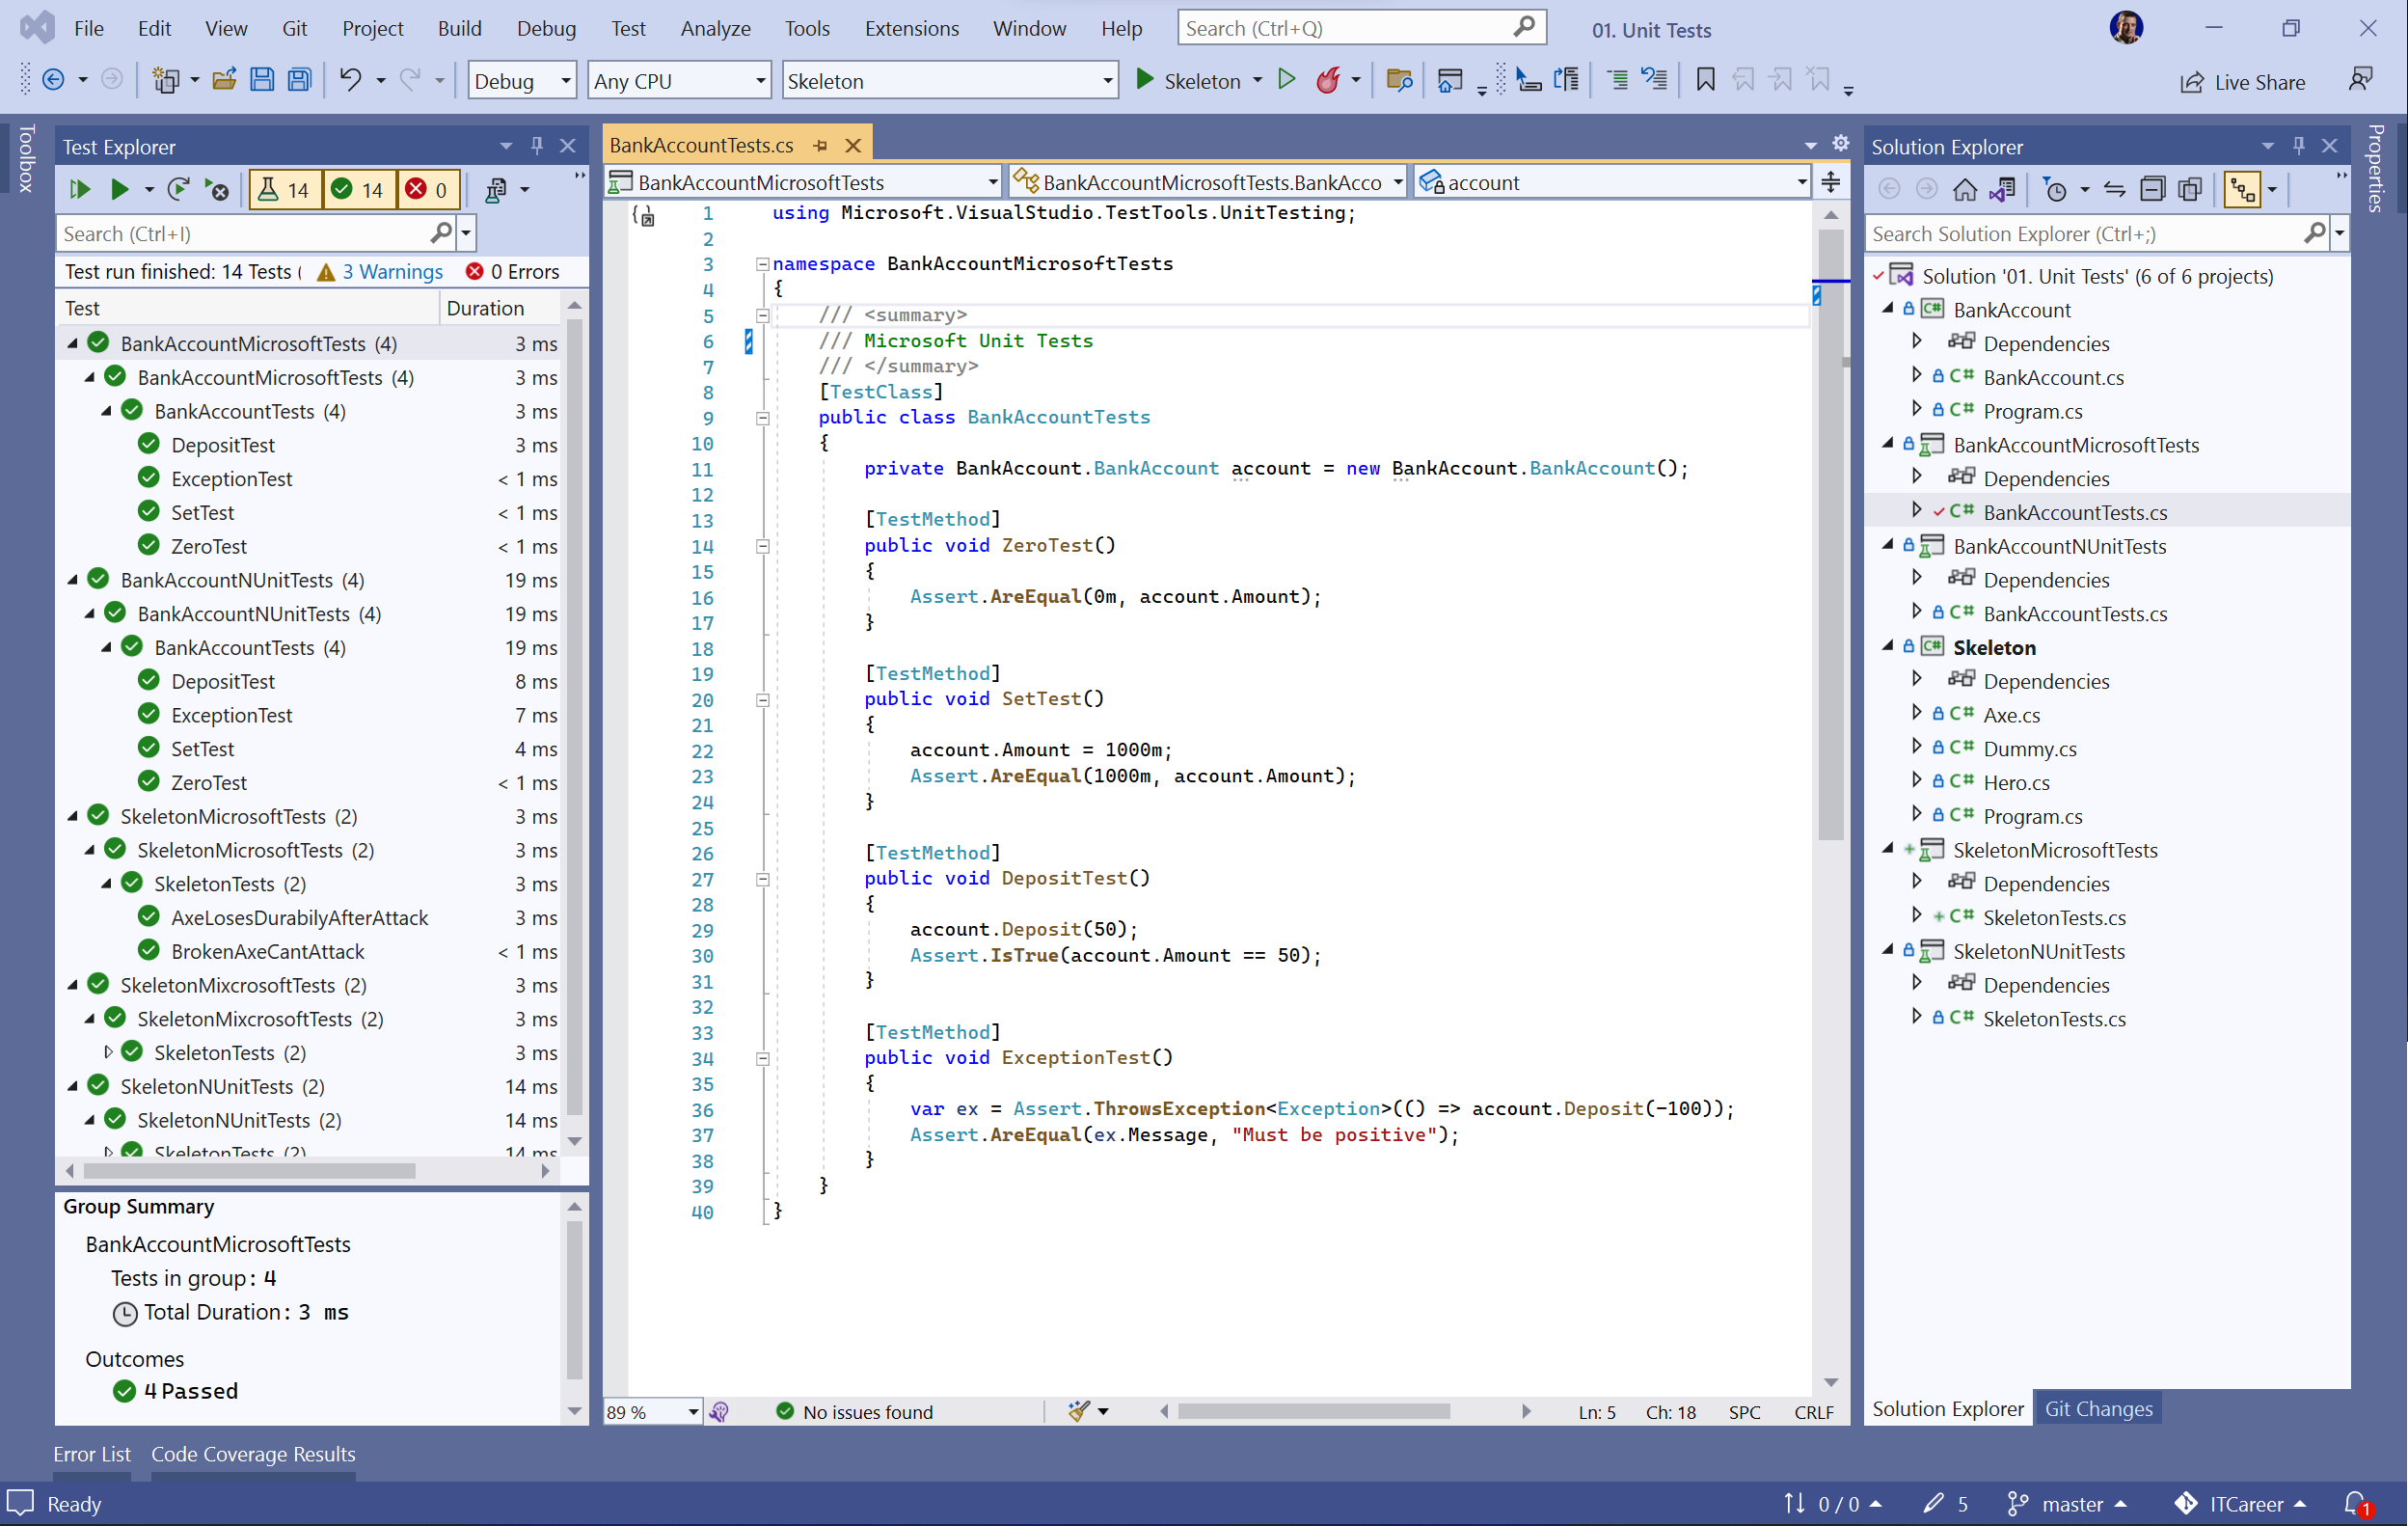 File Edit View Git Project Build Debug Test Analyze Tools Extensions Window Help Search (Ctrl+Q) 01. Unit Tests
Debug Any CPU Skeleton Skeleton Live Share
Toolbox
Test Explorer
14 14 0
Search (Ctrl+I)
Test run finished: 14 Tests ( 3 Warnings 0 Errors
Test Duration
BankAccountMicrosoftTests (4) 3 ms
BankAccountMicrosoftTests (4) 3 ms
BankAccountTests (4) 3 ms
DepositTest 3 ms
ExceptionTest < 1 ms
SetTest < 1 ms
ZeroTest < 1 ms
BankAccountNUnitTests (4) 19 ms
BankAccountNUnitTests (4) 19 ms
BankAccountTests (4) 19 ms
DepositTest 8 ms
ExceptionTest 7 ms
SetTest 4 ms
ZeroTest < 1 ms
SkeletonMicrosoftTests (2) 3 ms
SkeletonMicrosoftTests (2) 3 ms
SkeletonTests (2) 3 ms
AxeLosesDurabilyAfterAttack 3 ms
BrokenAxeCantAttack < 1 ms
SkeletonMixcrosoftTests (2) 3 ms
SkeletonMixcrosoftTests (2) 3 ms
SkeletonTests (2) 3 ms
SkeletonNUnitTests (2) 14 ms
SkeletonNUnitTests (2) 14 ms
SkeletonTests (2) 14 ms
Group Summary
BankAccountMicrosoftTests
Tests in group: 4
Total Duration: 3 ms
Outcomes
4 Passed
BankAccountTests.cs
BankAccountMicrosoftTests BankAccountMicrosoftTests.BankAcco account
1 using Microsoft.VisualStudio.TestTools.UnitTesting;
2
3 namespace BankAccountMicrosoftTests
4 {
5 /// <summary>
6 /// Microsoft Unit Tests
7 /// </summary>
8 [TestClass]
9 public class BankAccountTests
10 {
11 private BankAccount.BankAccount account = new BankAccount.BankAccount();
12
13 [TestMethod]
14 public void ZeroTest()
15 {
16 Assert.AreEqual(0m, account.Amount);
17 }
18
19 [TestMethod]
20 public void SetTest()
21 {
22 account.Amount = 1000m;
23 Assert.AreEqual(1000m, account.Amount);
24 }
25
26 [TestMethod]
27 public void DepositTest()
28 {
29 account.Deposit(50);
30 Assert.IsTrue(account.Amount == 50);
31 }
32
33 [TestMethod]
34 public void ExceptionTest()
35 {
36 var ex = Assert.ThrowsException<Exception>(() => account.Deposit(-100));
37 Assert.AreEqual(ex.Message, "Must be positive");
38 }
39 }
40 }
89 % No issues found Ln: 5 Ch: 18 SPC CRLF
Solution Explorer
Search Solution Explorer (Ctrl+;)
Solution '01. Unit Tests' (6 of 6 projects)
C# BankAccount
Dependencies
C# BankAccount.cs
C# Program.cs
BankAccountMicrosoftTests
Dependencies
C# BankAccountTests.cs
BankAccountNUnitTests
Dependencies
C# BankAccountTests.cs
C# Skeleton
Dependencies
C# Axe.cs
C# Dummy.cs
C# Hero.cs
C# Program.cs
SkeletonMicrosoftTests
Dependencies
C# SkeletonTests.cs
SkeletonNUnitTests
Dependencies
C# SkeletonTests.cs
Solution Explorer Git Changes
Properties
Error List Code Coverage Results
Ready 0 / 0 5 master ITCareer 1